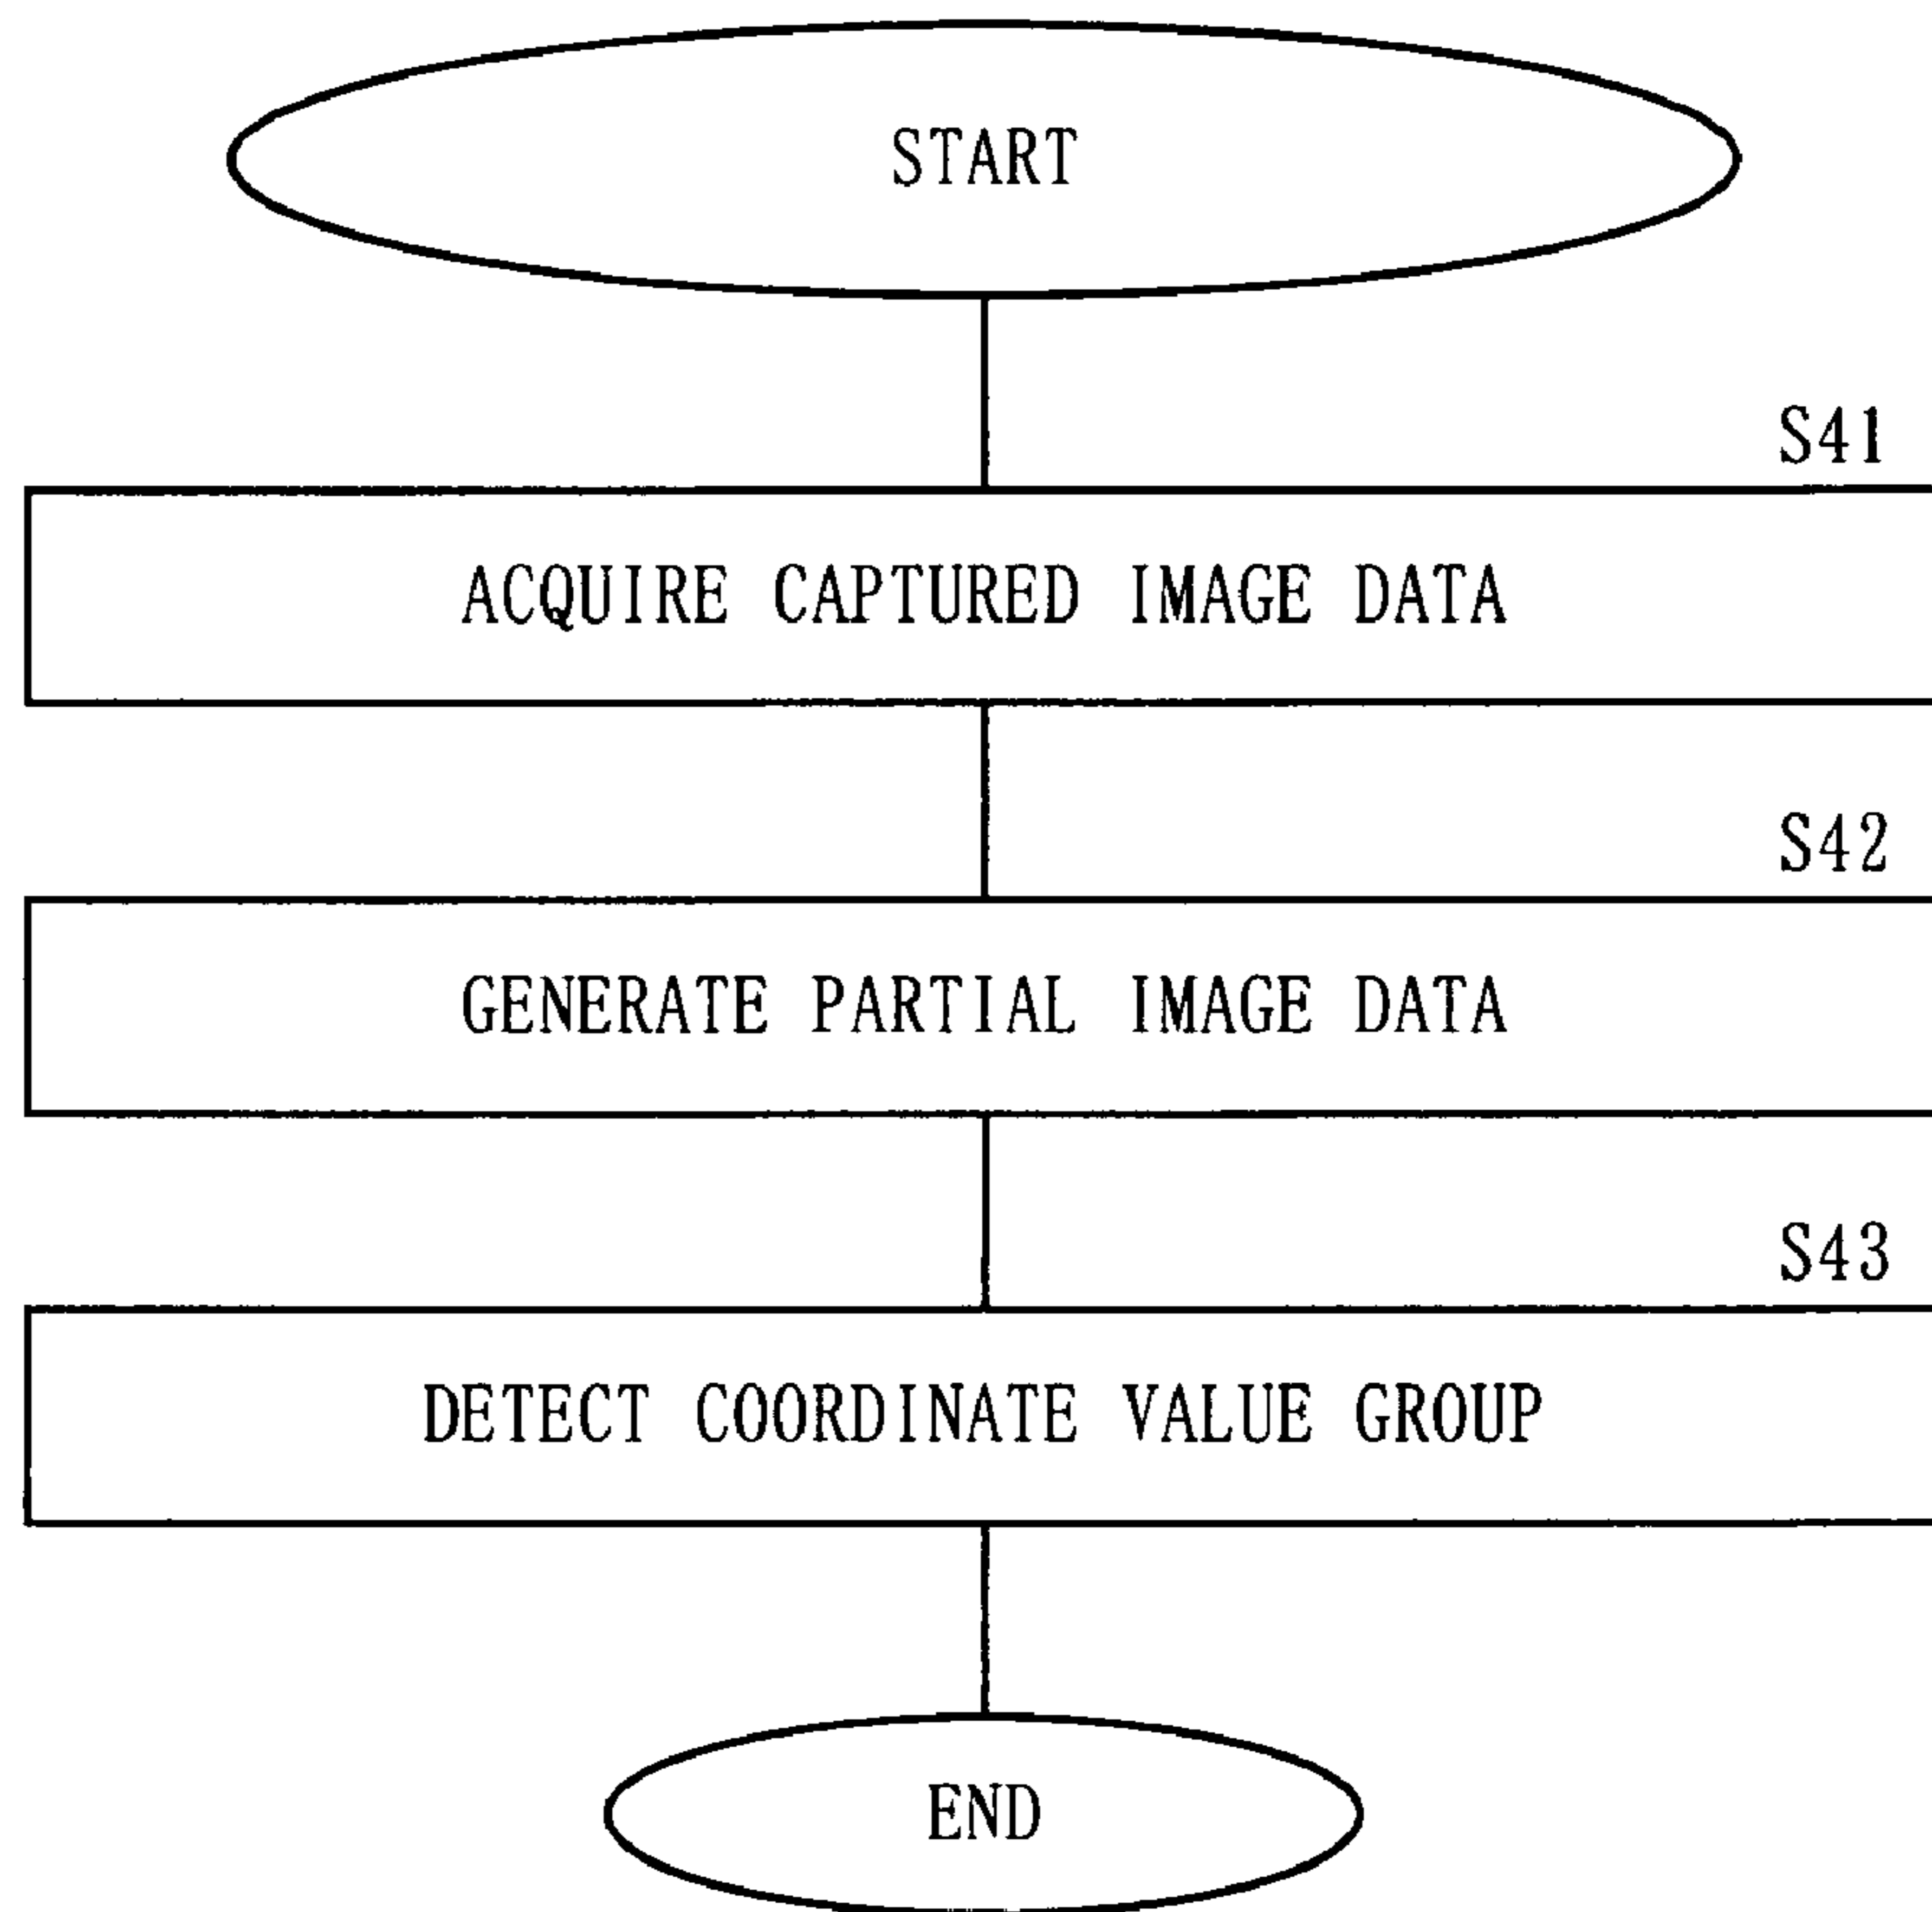 START
S41
ACQUIRE CAPTURED IMAGE DATA
S42
GENERATE PARTIAL IMAGE DATA
S43
DETECT COORDINATE VALUE GROUP
END